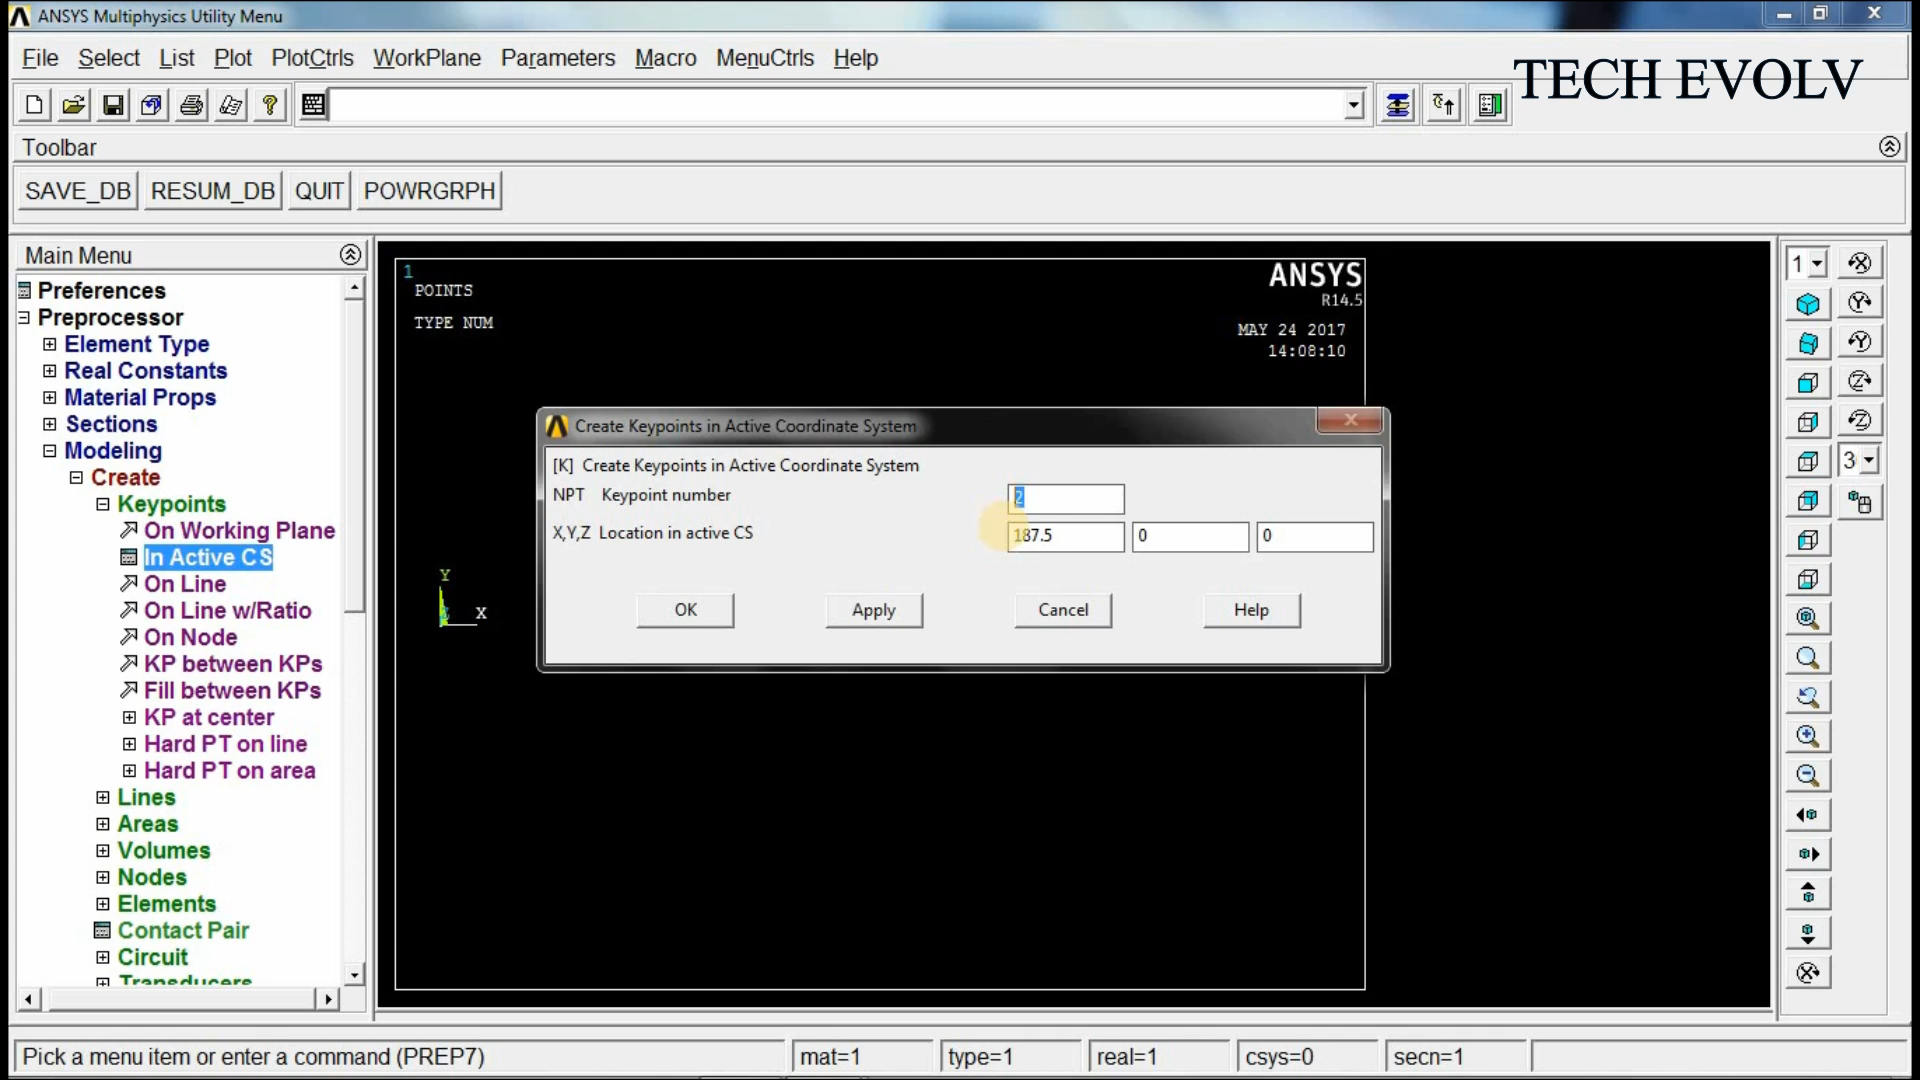 ANSYS Multiphysics Utility Menu
File Select List Plot PlotCtrls WorkPlane Parameters Macro MenuCtrls Help
TECH EVOLV
Toolbar
SAVE_DB RESUM_DB QUIT POWRGRPH
Main Menu
Preferences
Preprocessor
Element Type
Real Constants
Material Props
Sections
Modeling
Create
Keypoints
On Working Plane
In Active CS
On Line
On Line w/Ratio
On Node
KP between KPs
Fill between KPs
KP at center
Hard PT on line
Hard PT on area
Lines
Areas
Volumes
Nodes
Elements
Contact Pair
Circuit
Transducers
1
POINTS
TYPE NUM
ANSYS
R14.5
MAY 24 2017
14:08:10
Y
X
Create Keypoints in Active Coordinate System
[K] Create Keypoints in Active Coordinate System
NPT Keypoint number 2
X,Y,Z Location in active CS 187.5 0 0
OK Apply Cancel Help
1
3
Pick a menu item or enter a command (PREP7) mat=1 type=1 real=1 csys=0 secn=1